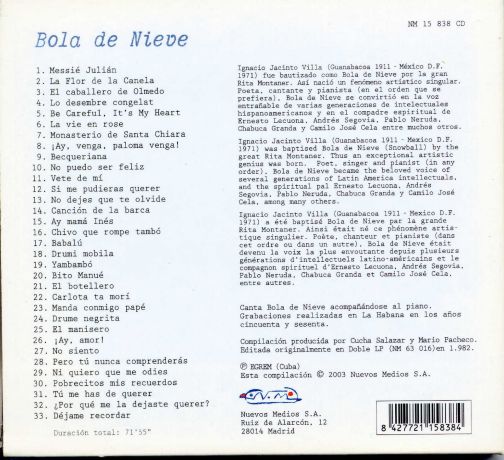 NM 15 838 CD
Bola de Nieve
1. Messié Julián
2. La Flor de la Canela
3. El caballero de Olmedo
4. Lo desembre congelat
5. Be Careful, It's My Heart
6. La vie en rose
7. Monasterio de Santa Chiara
8. ¡Ay, venga, paloma venga!
9. Becqueriana
10. No puedo ser feliz
11. Vete de mí
12. Si me pudieras querer
13. No dejes que te olvide
14. Canción de la barca
15. Ay mamá Inés
16. Chivo que rompe tambó
17. Babalú
18. Drumi mobila
19. Yambambó
20. Bito Manué
21. El botellero
22. Carlota ta morí
23. Manda conmigo papé
24. Drume negrita
25. El manisero
26. ¡Ay, amor!
27. No siento
28. Pero tú nunca comprenderás
29. Ni quiero que me odies
30. Pobrecitos mis recuerdos
31. Tú me has de querer
32. ¿Por qué me la dejaste querer?
33. Déjame recordar
Duración total: 71'55"
Ignacio Jacinto Villa (Guanabacoa 1911 - México D.F.
1971) fue bautizado como Bola de Nieve por la gran
Rita Montaner. Así nació un fenómeno artístico singular.
Poeta, cantante y pianista (en el orden que se
prefiera). Bola de Nieve se convirtió en la voz
entrañable de varias generaciones de intelectuales
hispanoamericanos y en el compadre espiritual de
Ernesto Lecuona, Andrés Segovia, Pablo Neruda,
Chabuca Granda y Camilo José Cela entre muchos otros.
Ignacio Jacinto Villa (Guanabacoa 1911 - México D.F.
1971) was baptised Bola de Nieve (Snowball) by the
great Rita Montaner. Thus an exceptional artistic
genius was born. Poet, singer and pianist (in any
order). Bola de Nieve became the beloved voice of
several generations of Latin America intellectuals,
and the spiritual pal Ernesto Lecuona, Andrés
Segovia, Pablo Neruda, Chabuca Granda y Camilo José
Cela, among many others.
Ignacio Jacinto Villa (Guanabacoa 1911 - México D.F.
1971) a été baptisé Bola de Nieve par la grande
Rita Montaner. Ainsi était né ce phénomène artis-
tique singulier. Poète, chanteur et pianiste (dans
cet ordre ou dans un autre). Bola de Nieve était
devenu la voix la plus envoutante depuis plusieurs
générations d'intellectuels latino-américains et le
compagnon spirituel d'Ernesto Lecuona, Andrés Segovia,
Pablo Neruda, Chabuca Granda et Camilo José Cela,
entre autres.
Canta Bola de Nieve acompañándose al piano.
Grabaciones realizadas en La Habana en los años
cincuenta y sesenta.
Compilación producida por Cucha Salazar y Mario Pacheco.
Editada originalmente en Doble LP (NM 63 016)en 1.982.
℗ EGREM (Cuba)
Esta compilación © 2003 Nuevos Medios S.A.
N.M.
Nuevos Medios S.A.
Ruiz de Alarcón, 12
28014 Madrid
8 427721 158384